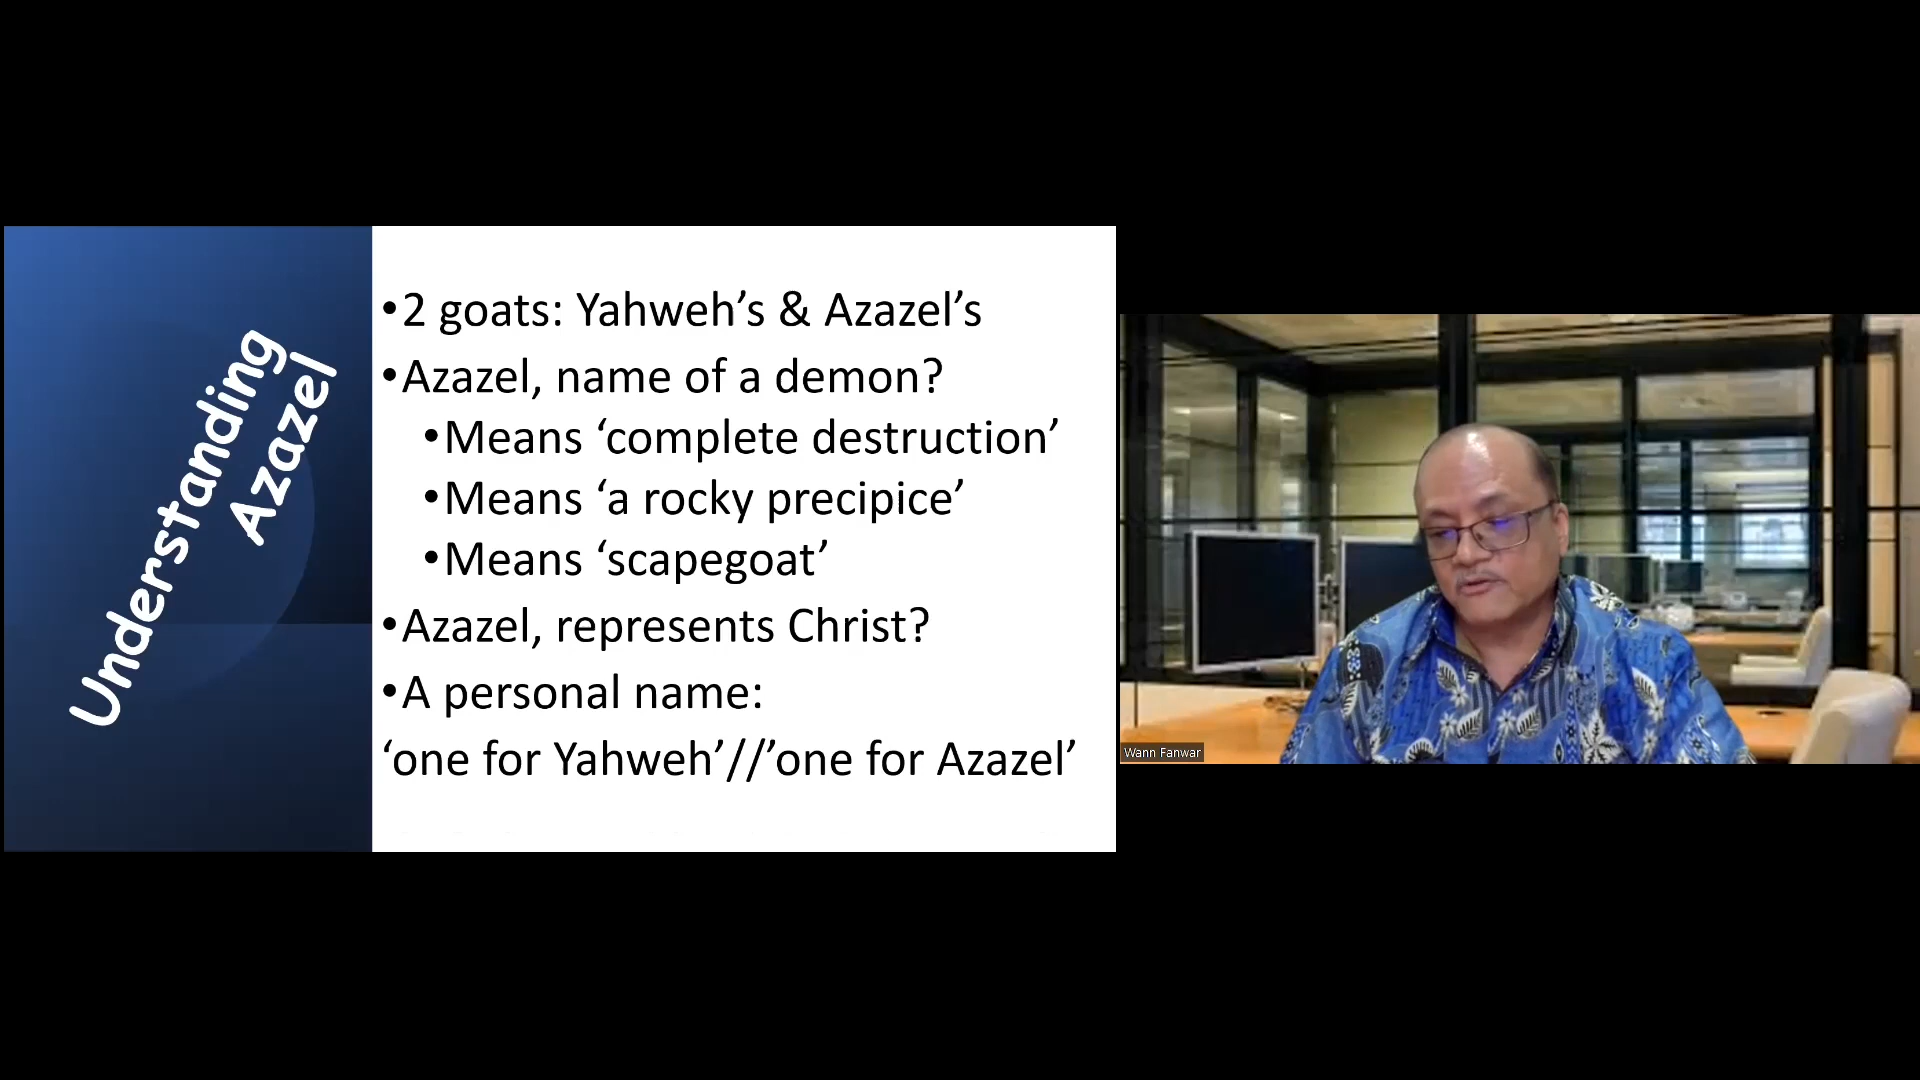 Understanding
Azazel
•2 goats: Yahweh’s & Azazel’s
•Azazel, name of a demon?
•Means ‘complete destruction’
•Means ‘a rocky precipice’
•Means ‘scapegoat’
•Azazel, represents Christ?
•A personal name:
‘one for Yahweh’//’one for Azazel’
Wann Fanwar